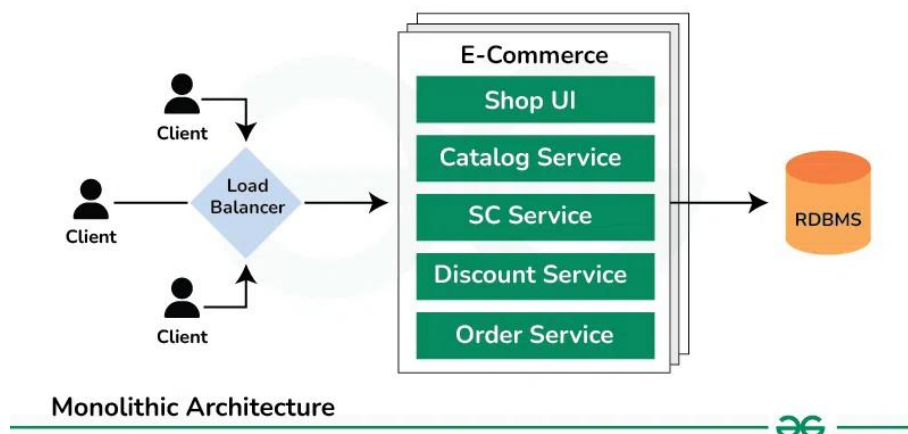 E-Commerce
Shop UI
Catalog Service
SC Service
Discount Service
Order Service
Client
Client
Client
Load
Balancer
RDBMS
Monolithic Architecture